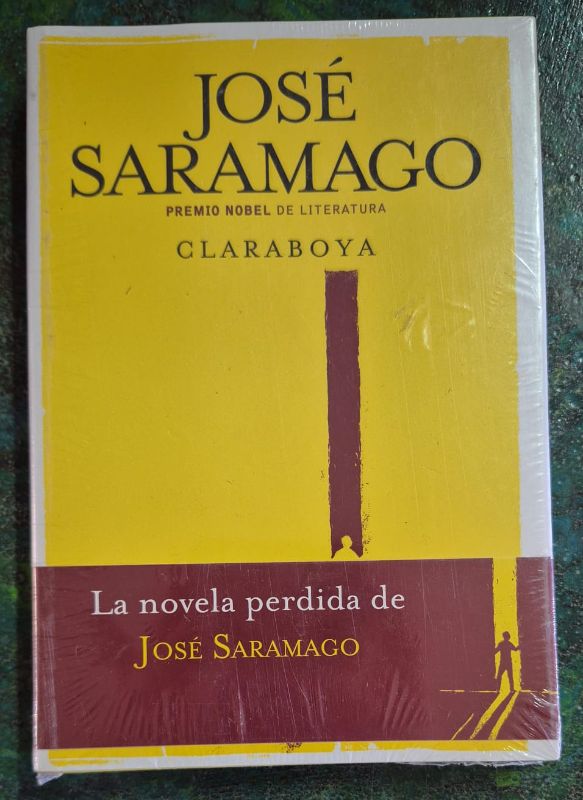 JOSÉ
SARAMAGO
PREMIO NOBEL DE LITERATURA
CLARABOYA
La novela perdida de
JOSÉ SARAMAGO